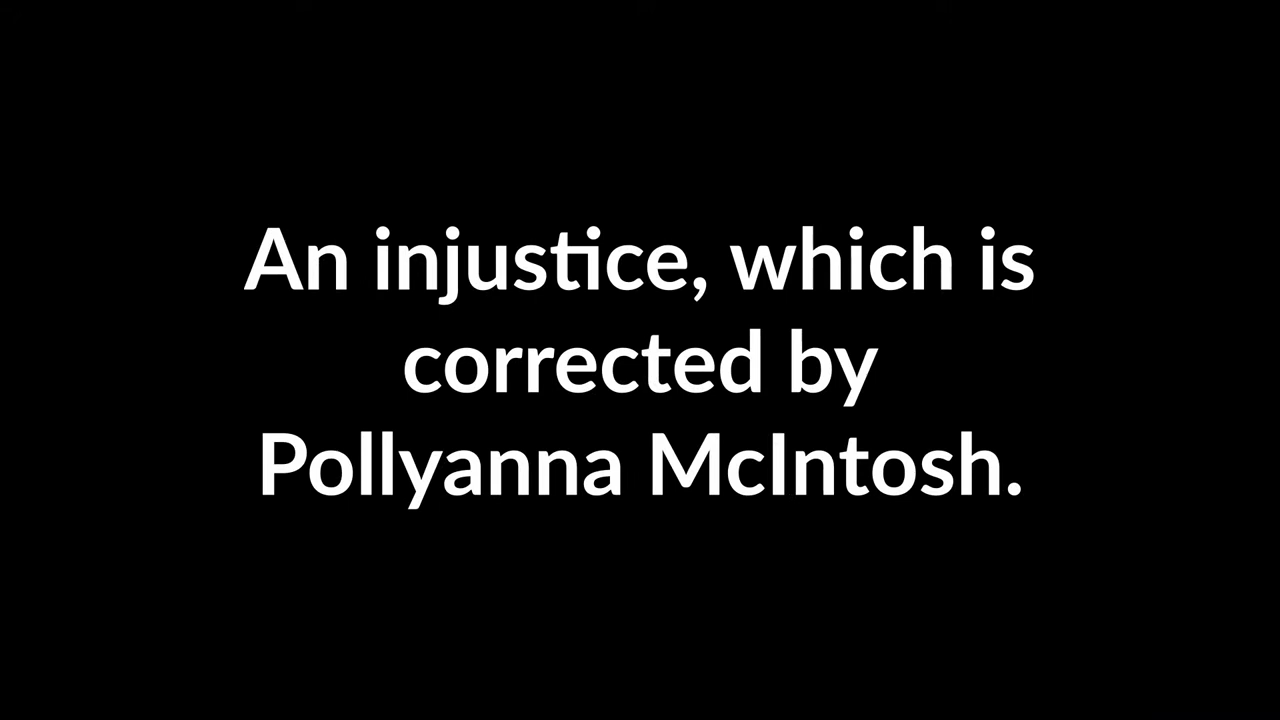 An injustice, which is
corrected by
Pollyanna McIntosh.